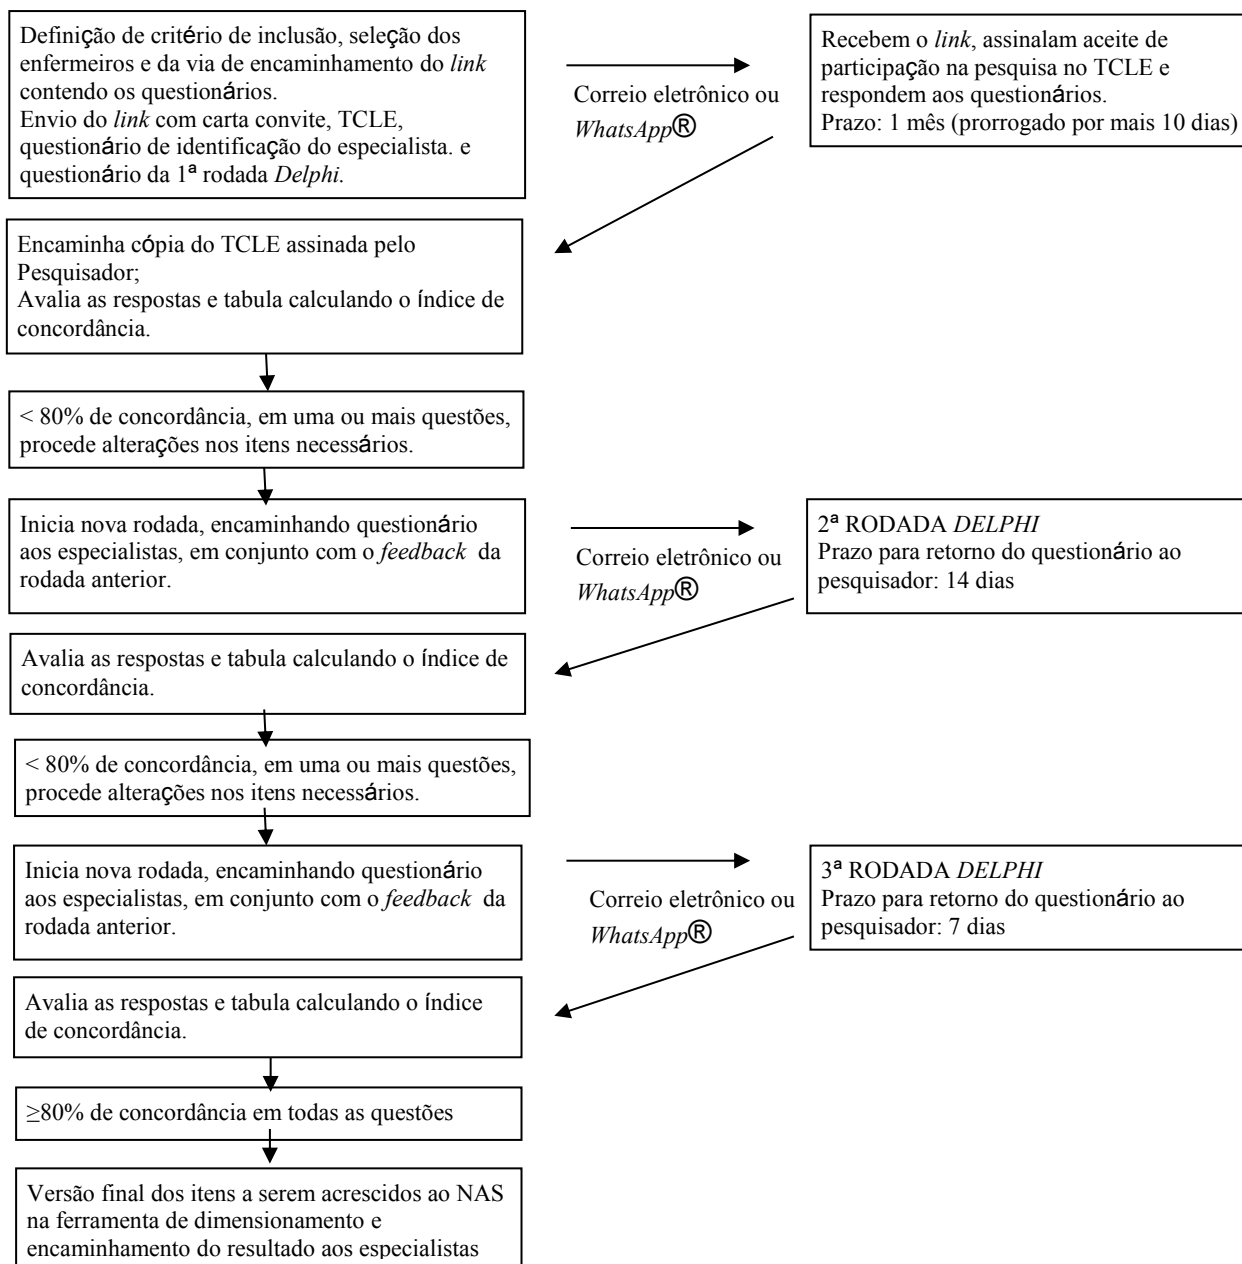 Definição de critério de inclusão, seleção dos
enfermeiros e da via de encaminhamento do link
contendo os questionários.
Envio do link com carta convite, TCLE,
questionário de identificação do especialista. e
questionário da 1ª rodada Delphi.
Correio eletrônico ou
WhatsApp®
Recebem o link, assinalam aceite de
participação na pesquisa no TCLE e
respondem aos questionários.
Prazo: 1 mês (prorrogado por mais 10 dias)
Encaminha cópia do TCLE assinada pelo
Pesquisador;
Avalia as respostas e tabula calculando o índice de
concordância.
< 80% de concordância, em uma ou mais questões,
procede alterações nos itens necessários.
Inicia nova rodada, encaminhando questionário
aos especialistas, em conjunto com o feedback da
rodada anterior.
Correio eletrônico ou
WhatsApp®
2ª RODADA DELPHI
Prazo para retorno do questionário ao
pesquisador: 14 dias
Avalia as respostas e tabula calculando o índice de
concordância.
< 80% de concordância, em uma ou mais questões,
procede alterações nos itens necessários.
Inicia nova rodada, encaminhando questionário
aos especialistas, em conjunto com o feedback da
rodada anterior.
Correio eletrônico ou
WhatsApp®
3ª RODADA DELPHI
Prazo para retorno do questionário ao
pesquisador: 7 dias
Avalia as respostas e tabula calculando o índice
de concordância.
≥80% de concordância em todas as questões
Versão final dos itens a serem acrescidos ao NAS
na ferramenta de dimensionamento e
encaminhamento do resultado aos especialistas